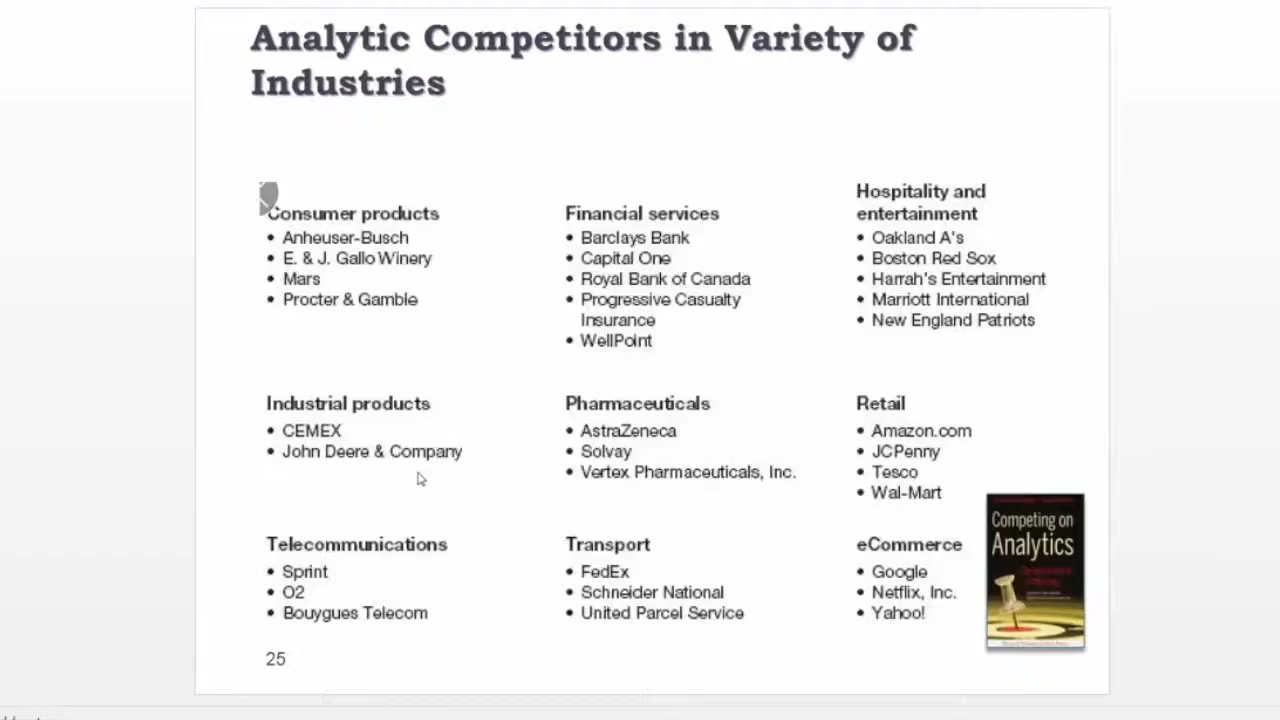 Analytic Competitors in Variety of
Industries
Consumer products
• Anheuser-Busch
• E. & J. Gallo Winery
• Mars
• Procter & Gamble
Financial services
• Barclays Bank
• Capital One
• Royal Bank of Canada
• Progressive Casualty
Insurance
• WellPoint
Hospitality and
entertainment
• Oakland A's
• Boston Red Sox
• Harrah's Entertainment
• Marriott International
• New England Patriots
Industrial products
• CEMEX
• John Deere & Company
Pharmaceuticals
• AstraZeneca
• Solvay
• Vertex Pharmaceuticals, Inc.
Retail
• Amazon.com
• JCPenny
• Tesco
• Wal-Mart
Telecommunications
• Sprint
• O2
• Bouygues Telecom
Transport
• FedEx
• Schneider National
• United Parcel Service
eCommerce
• Google
• Netflix, Inc.
• Yahoo!
Competing on
Analytics
25